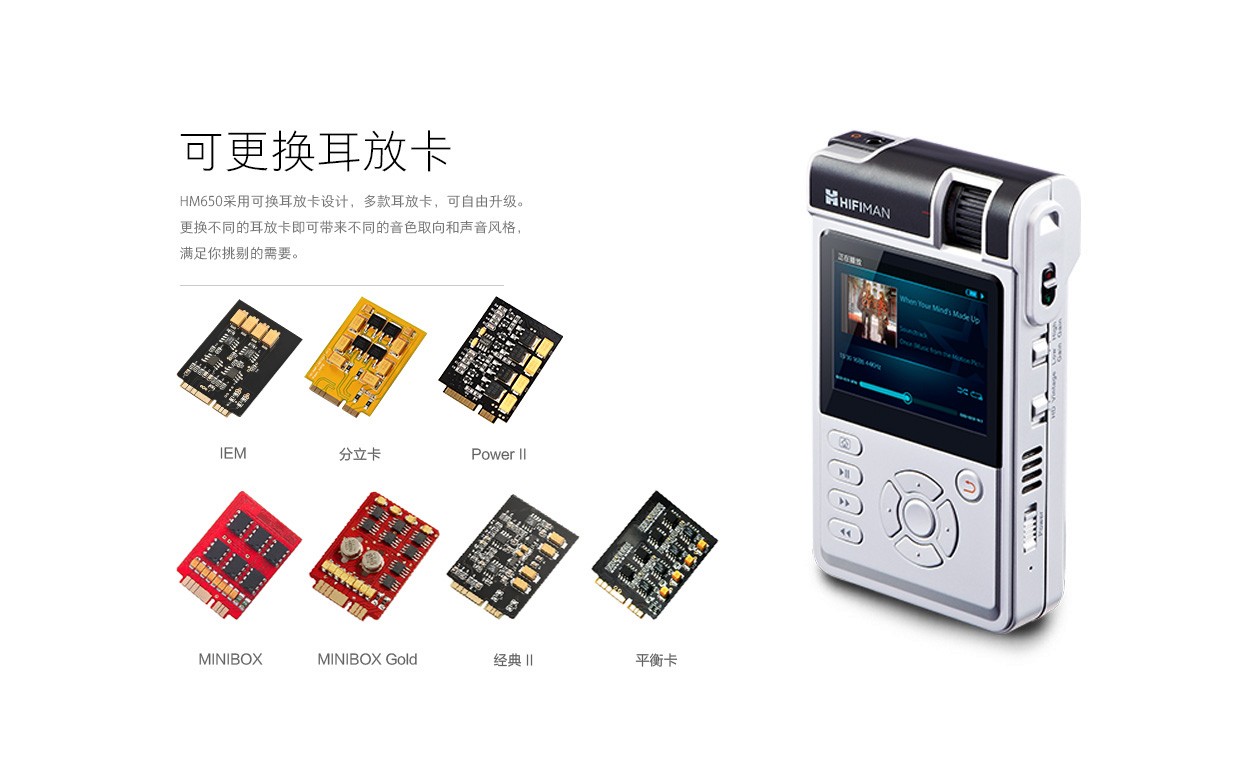 可更换耳放卡
HM650采用可换耳放卡设计，多款耳放卡，可自由升级。
更换不同的耳放卡即可带来不同的音色取向和声音风格，
满足你挑剔的需要。
IEM
分立卡
Power II
MINIBOX
MINIBOX Gold
经典 II
平衡卡
HIFIMAN
正在播放
When Your Mind's Made Up
Soundtrack
Once (Music from the Motion Pic
Low High
Gain Gain
HD Vintage